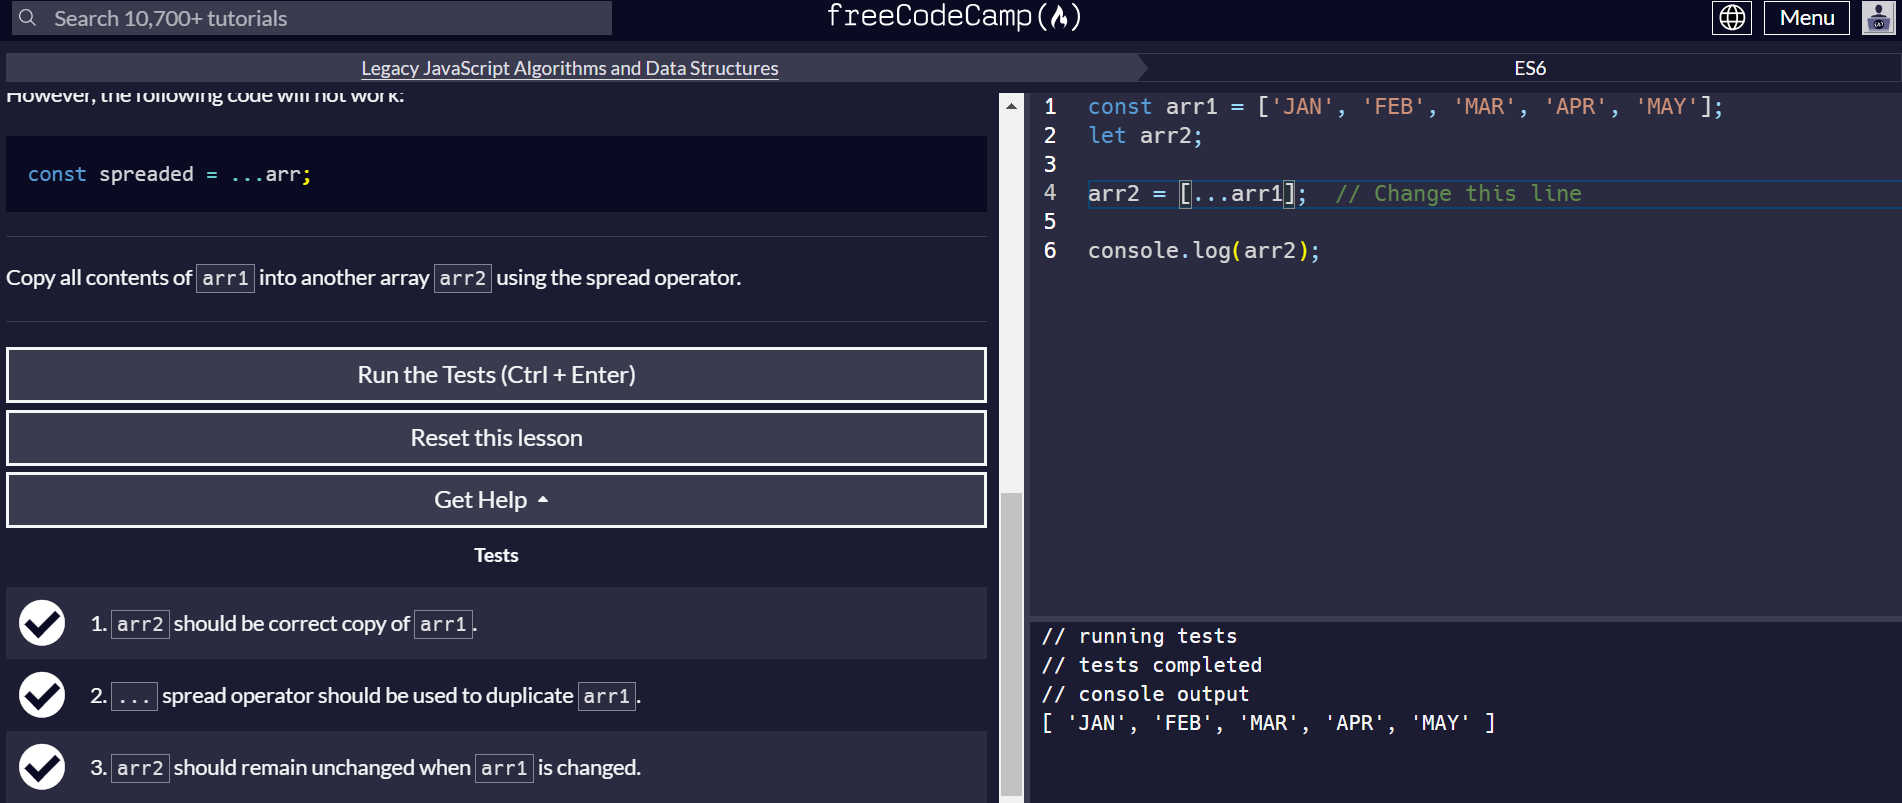 Search 10,700+ tutorials
freeCodeCamp(🔥)
Menu
Legacy JavaScript Algorithms and Data Structures
ES6
However, the following code will not work:
const spreaded = ...arr;
Copy all contents of arr1 into another array arr2 using the spread operator.
Run the Tests (Ctrl + Enter)
Reset this lesson
Get Help
Tests
1. arr2 should be correct copy of arr1.
2. ... spread operator should be used to duplicate arr1.
3. arr2 should remain unchanged when arr1 is changed.
1 const arr1 = ['JAN', 'FEB', 'MAR', 'APR', 'MAY'];
2 let arr2;
3
4 arr2 = [...arr1];  // Change this line
5
6 console.log(arr2);
// running tests
// tests completed
// console output
[ 'JAN', 'FEB', 'MAR', 'APR', 'MAY' ]